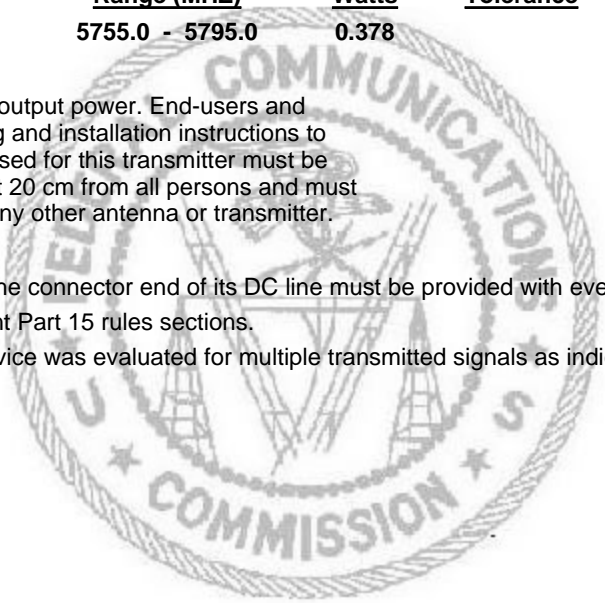 Range (MHZ) Watts Tolerance
5755.0 - 5795.0 0.378
output power. End-users and
and installation instructions to
sed for this transmitter must be
t 20 cm from all persons and must
ny other antenna or transmitter.
he connector end of its DC line must be provided with eve
nt Part 15 rules sections.
vice was evaluated for multiple transmitted signals as indi
FEDERAL COMMUNICATIONS
U S
COMMISSION